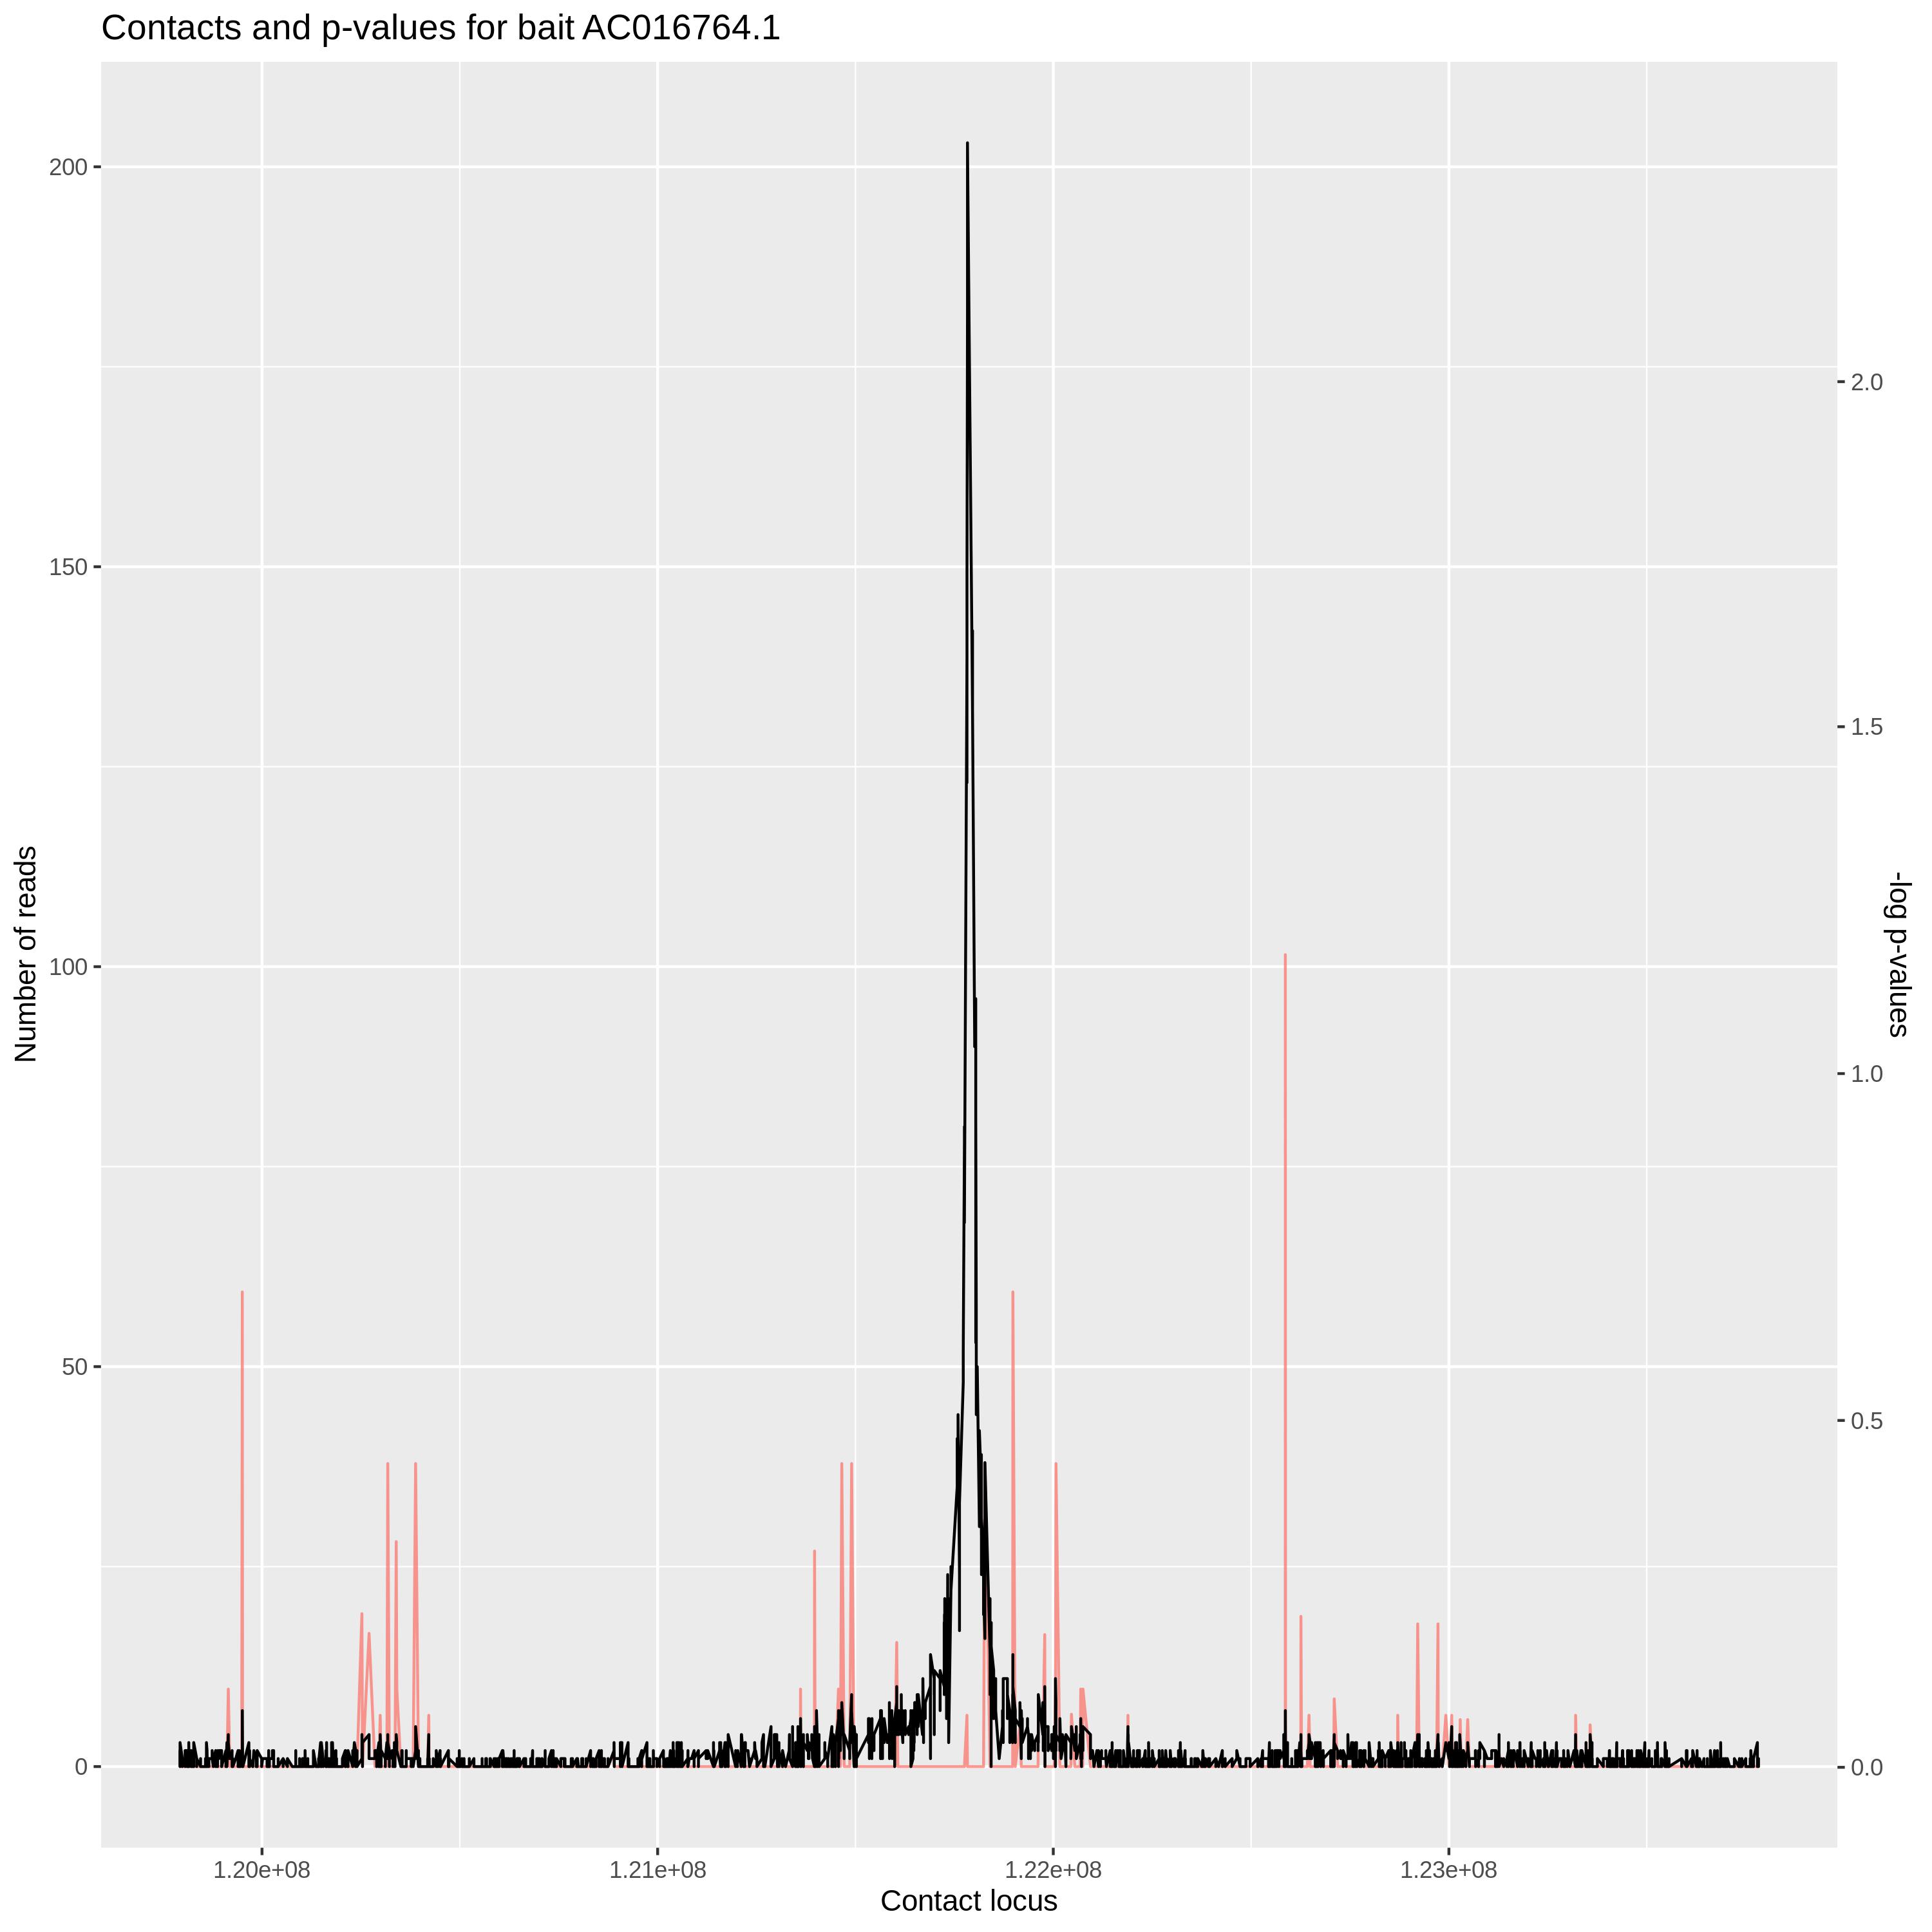 Contacts and p-values for bait AC016764.1
200
150
100
50
0
Number of reads
2.0
1.5
1.0
0.5
0.0
-log p-values
1.20e+08
1.21e+08
1.22e+08
1.23e+08
Contact locus